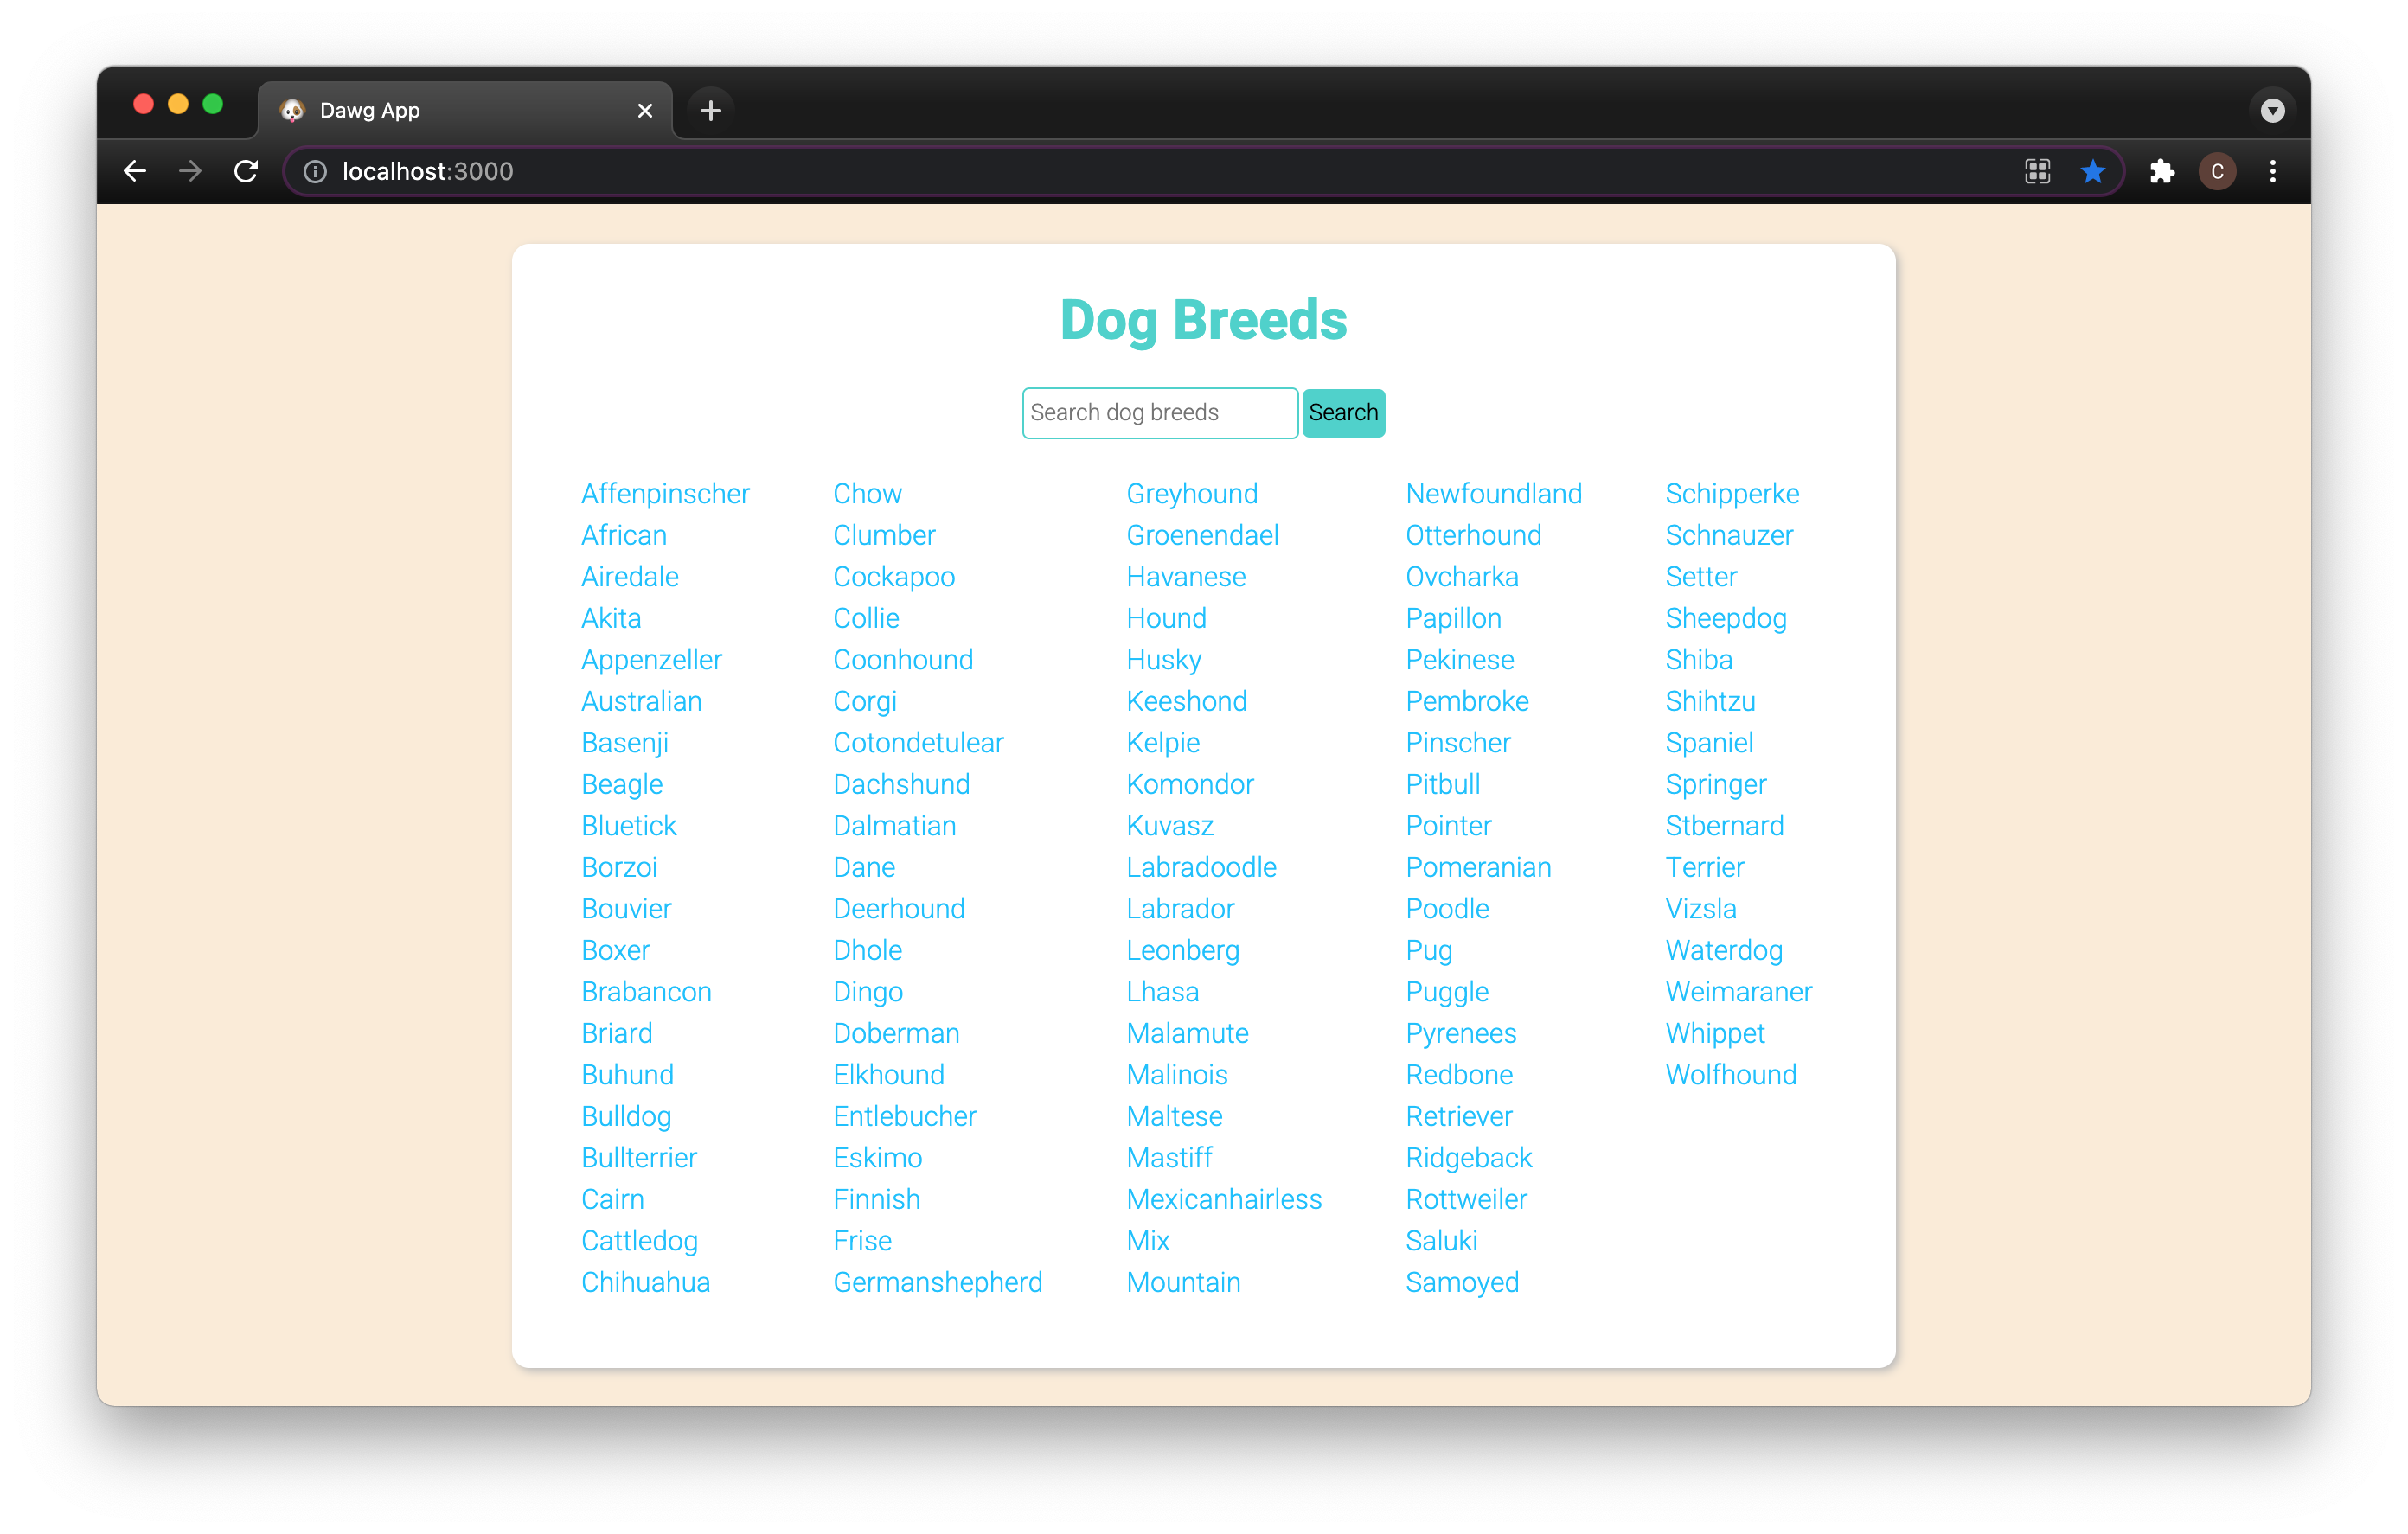 Dawg App
localhost:3000
C
Dog Breeds
Search dog breeds
Search
Affenpinscher
African
Airedale
Akita
Appenzeller
Australian
Basenji
Beagle
Bluetick
Borzoi
Bouvier
Boxer
Brabancon
Briard
Buhund
Bulldog
Bullterrier
Cairn
Cattledog
Chihuahua
Chow
Clumber
Cockapoo
Collie
Coonhound
Corgi
Cotondetulear
Dachshund
Dalmatian
Dane
Deerhound
Dhole
Dingo
Doberman
Elkhound
Entlebucher
Eskimo
Finnish
Frise
Germanshepherd
Greyhound
Groenendael
Havanese
Hound
Husky
Keeshond
Kelpie
Komondor
Kuvasz
Labradoodle
Labrador
Leonberg
Lhasa
Malamute
Malinois
Maltese
Mastiff
Mexicanhairless
Mix
Mountain
Newfoundland
Otterhound
Ovcharka
Papillon
Pekinese
Pembroke
Pinscher
Pitbull
Pointer
Pomeranian
Poodle
Pug
Puggle
Pyrenees
Redbone
Retriever
Ridgeback
Rottweiler
Saluki
Samoyed
Schipperke
Schnauzer
Setter
Sheepdog
Shiba
Shihtzu
Spaniel
Springer
Stbernard
Terrier
Vizsla
Waterdog
Weimaraner
Whippet
Wolfhound